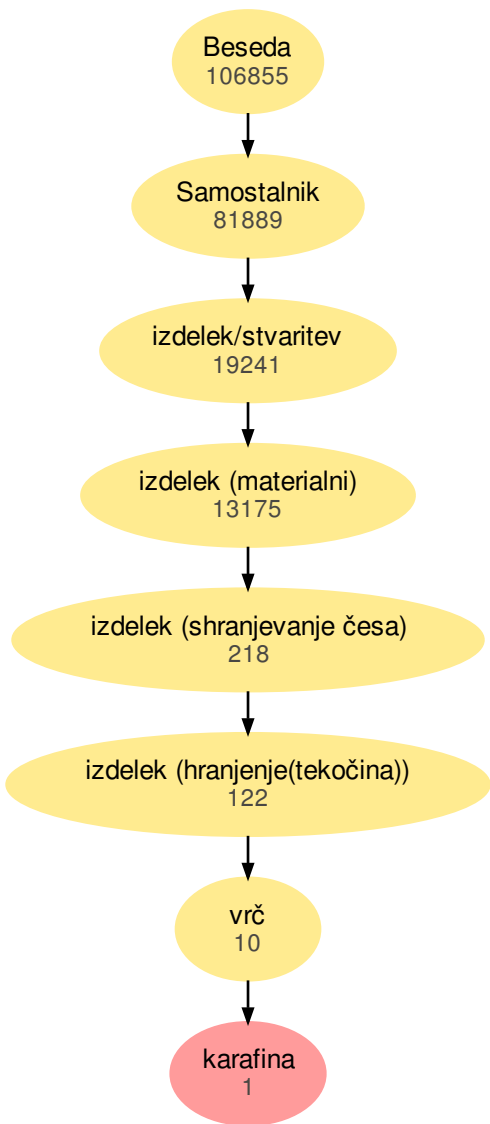 Beseda
106855
Samostalnik
81889
izdelek/stvaritev
19241
izdelek (materialni)
13175
izdelek (shranjevanje česa)
218
izdelek (hranjenje(tekočina))
122
vrč
10
karafina
1